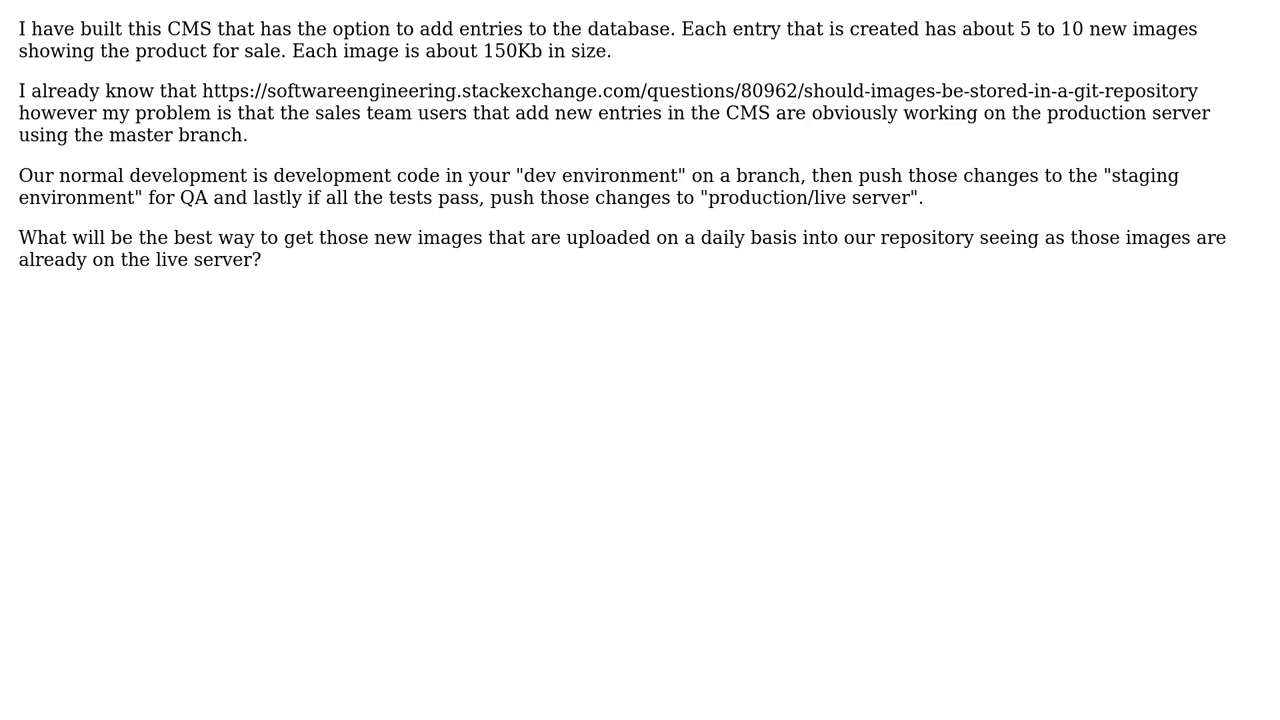 I have built this CMS that has the option to add entries to the database. Each entry that is created has about 5 to 10 new images
showing the product for sale. Each image is about 150Kb in size.
I already know that https://softwareengineering.stackexchange.com/questions/80962/should-images-be-stored-in-a-git-repository
however my problem is that the sales team users that add new entries in the CMS are obviously working on the production server
using the master branch.
Our normal development is development code in your "dev environment" on a branch, then push those changes to the "staging
environment" for QA and lastly if all the tests pass, push those changes to "production/live server".
What will be the best way to get those new images that are uploaded on a daily basis into our repository seeing as those images are
already on the live server?